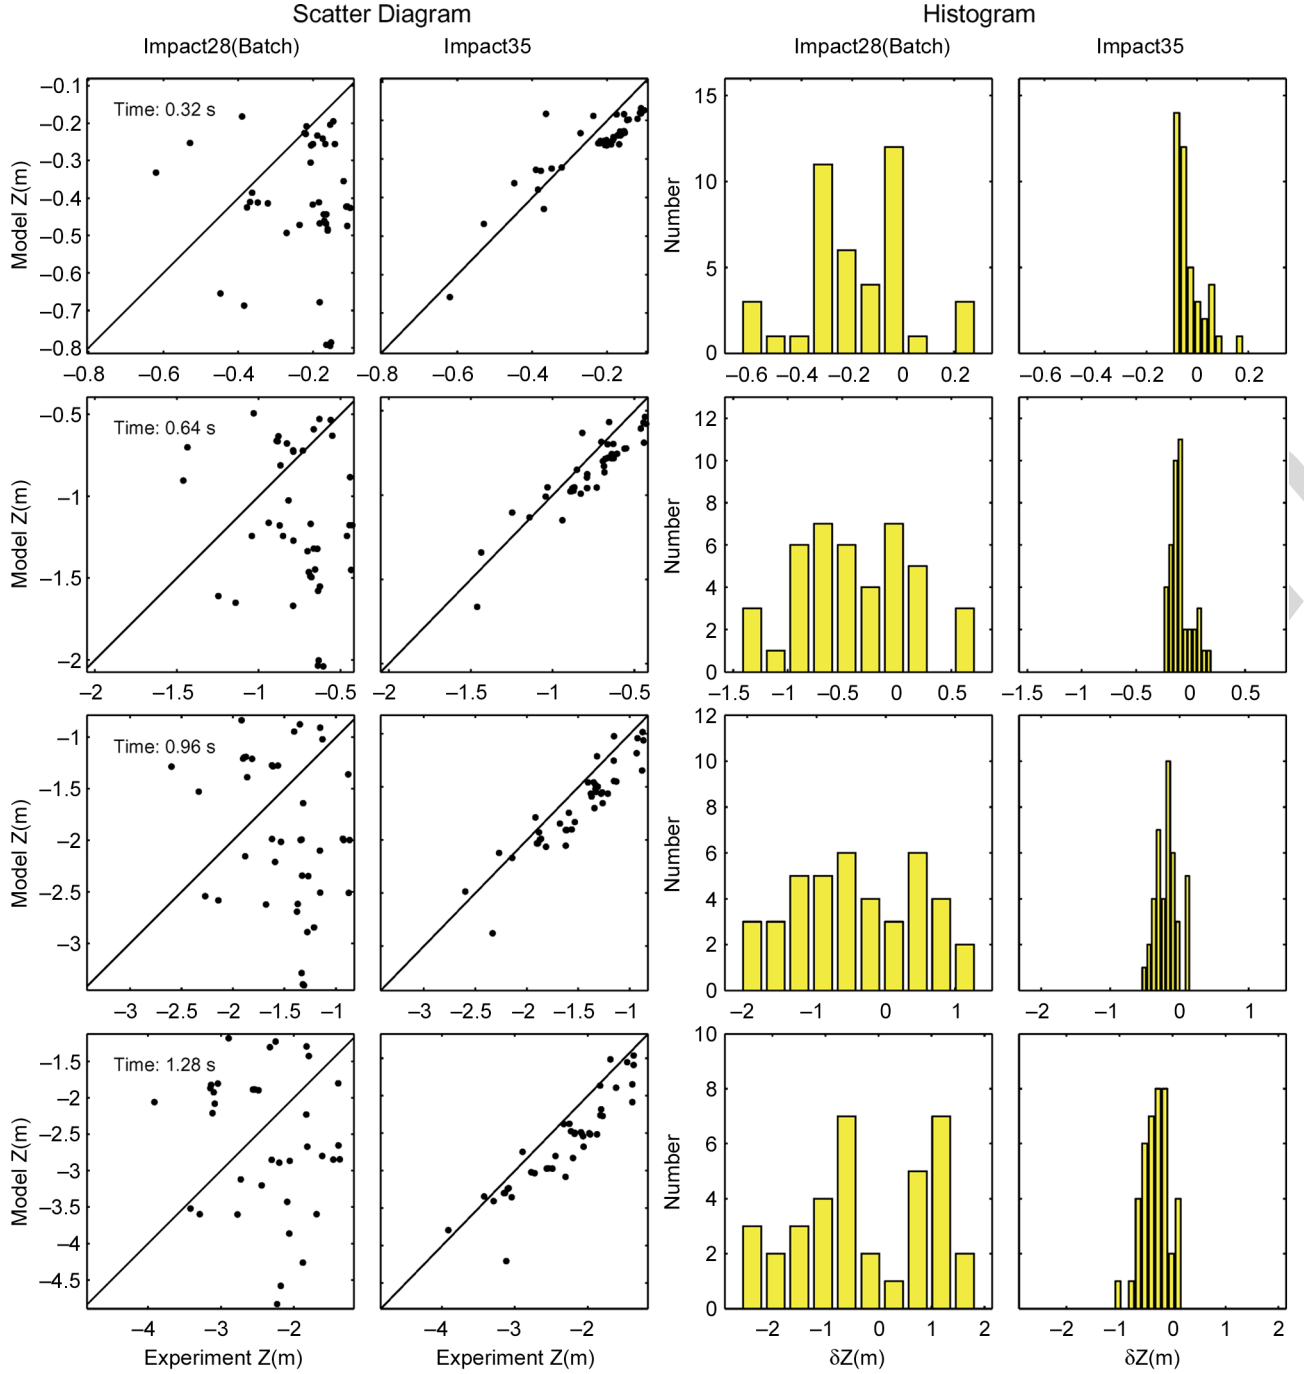 Scatter Diagram Histogram
Impact28(Batch) Impact35 Impact28(Batch) Impact35
Time: 0.32 s
Model Z(m)
–0.1
–0.2
–0.3
–0.4
–0.5
–0.6
–0.7
–0.8
Number
15
10
5
0
–0.8 –0.6 –0.4 –0.2 –0.8 –0.6 –0.4 –0.2 –0.6 –0.4 –0.2 0 0.2 –0.6 –0.4 –0.2 0 0.2
Time: 0.64 s
Model Z(m)
–0.5
–1
–1.5
–2
Number
12
10
8
6
4
2
0
–2 –1.5 –1 –0.5 –2 –1.5 –1 –0.5 –1.5 –1 –0.5 0 0.5 –1.5 –1 –0.5 0 0.5
Time: 0.96 s
Model Z(m)
–1
–1.5
–2
–2.5
–3
Number
12
10
8
6
4
2
0
–3 –2.5 –2 –1.5 –1 –3 –2.5 –2 –1.5 –1 –2 –1 0 1 –2 –1 0 1
Time: 1.28 s
Model Z(m)
–1.5
–2
–2.5
–3
–3.5
–4
–4.5
Number
10
8
6
4
2
0
–4 –3 –2 –4 –3 –2 –2 –1 0 1 2 –2 –1 0 1 2
Experiment Z(m) Experiment Z(m) δZ(m) δZ(m)